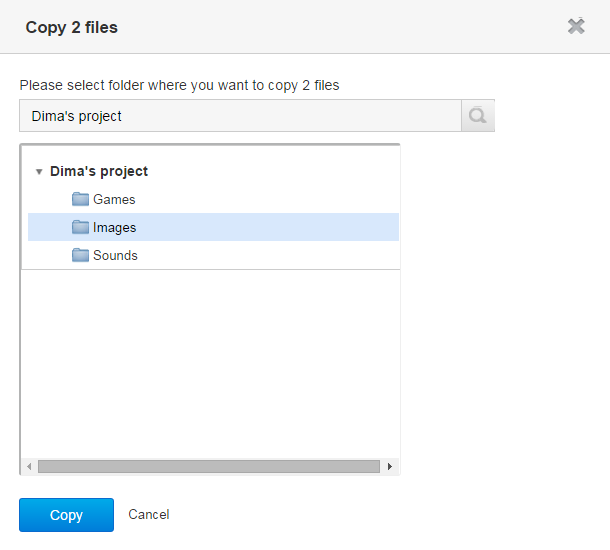 Copy 2 files
Please select folder where you want to copy 2 files
Dima's project
Dima's project
Games
Images
Sounds
Copy Cancel